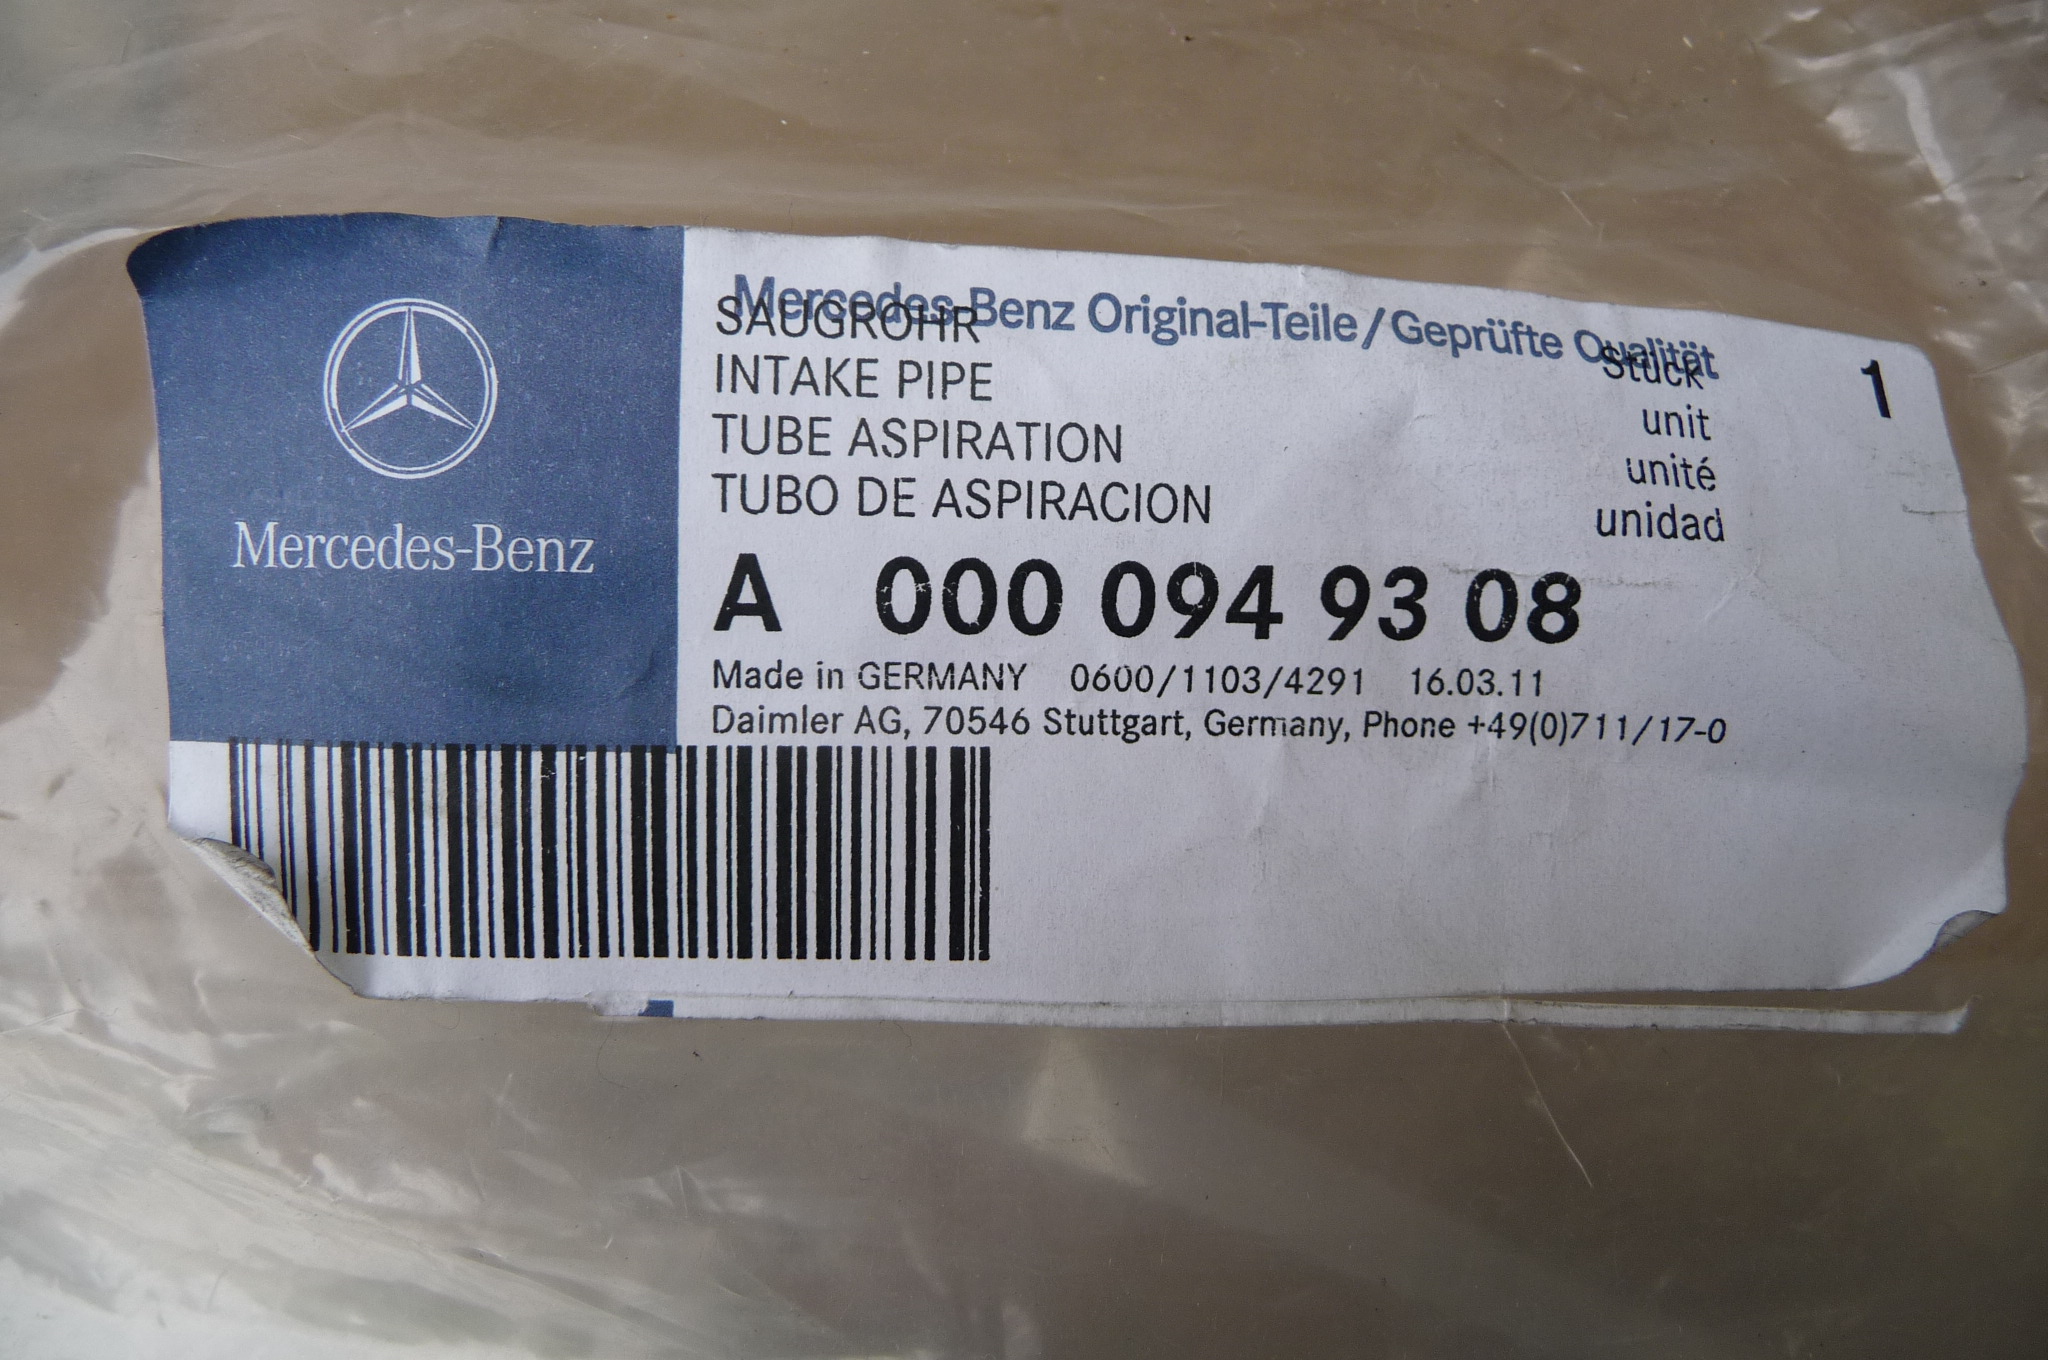 Mercedes-Benz
Mercedes-Benz Original-Teile/Geprüfte Qualität
SAUGROHR
INTAKE PIPE
TUBE ASPIRATION
TUBO DE ASPIRACION
Stück 1
unit
unité
unidad
A 000 094 93 08
Made in GERMANY 0600/1103/4291 16.03.11
Daimler AG, 70546 Stuttgart, Germany, Phone +49(0)711/17-0